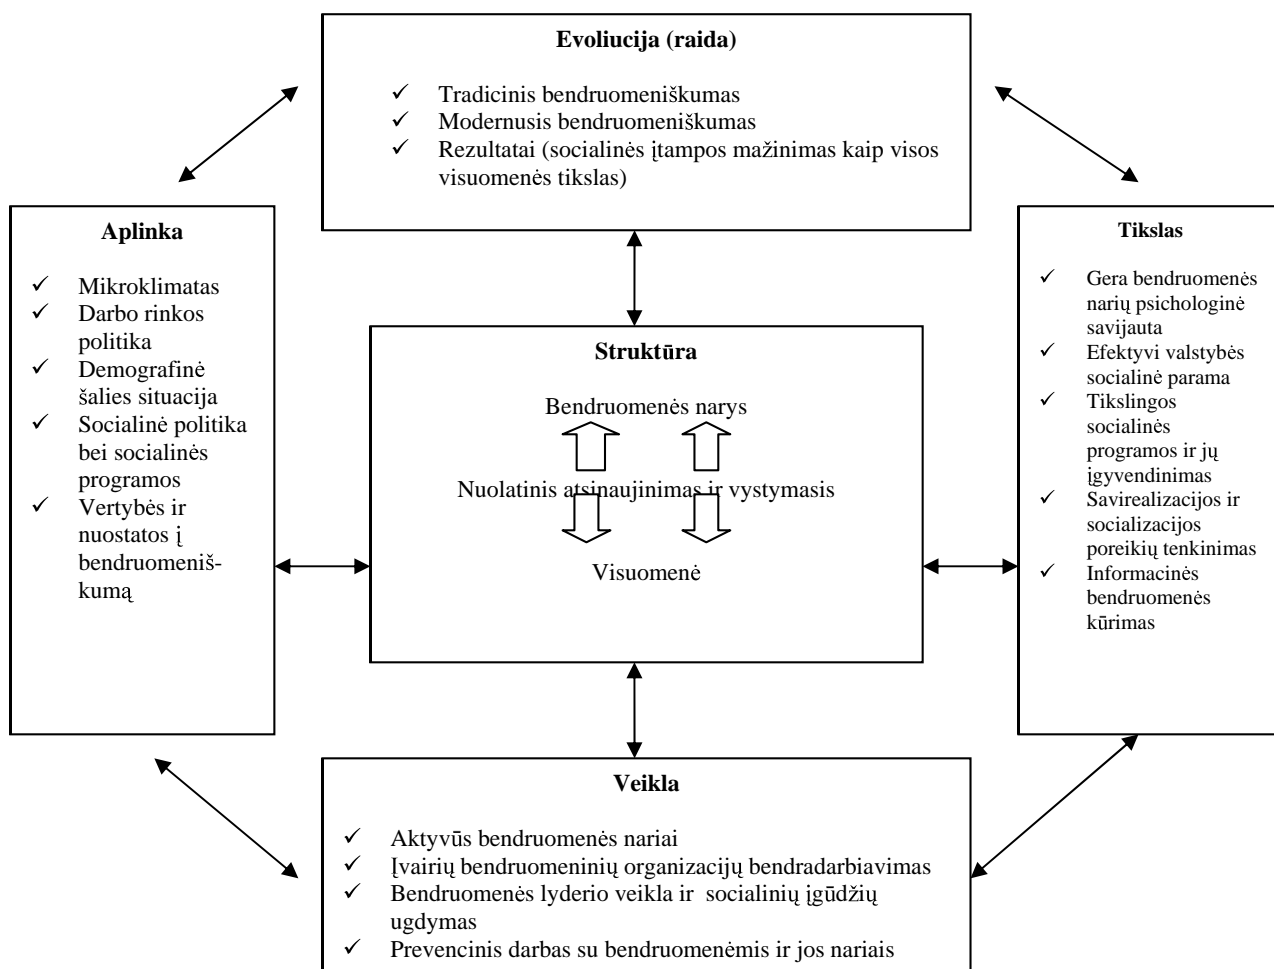 Evoliucija (raida)
✓ Tradicinis bendruomeniškumas
✓ Modernusis bendruomeniškumas
✓ Rezultatai (socialinės įtampos mažinimas kaip visos
visuomenės tikslas)
Aplinka
✓ Mikroklimatas
✓ Darbo rinkos
politika
✓ Demografinė
šalies situacija
✓ Socialinė politika
bei socialinės
programos
✓ Vertybės ir
nuostatos į
bendruomeniš-
kumą
Struktūra
Bendruomenės narys
Nuolatinis atsinaujinimas ir vystymasis
Visuomenė
Tikslas
✓ Gera bendruomenės
narių psichologinė
savijauta
✓ Efektyvi valstybės
socialinė parama
✓ Tikslingos
socialinės
programos ir jų
įgyvendinimas
✓ Savirealizacijos ir
socializacijos
poreikių tenkinimas
✓ Informacinės
bendruomenės
kūrimas
Veikla
✓ Aktyvūs bendruomenės nariai
✓ Įvairių bendruomeninių organizacijų bendradarbiavimas
✓ Bendruomenės lyderio veikla ir socialinių įgūdžių
ugdymas
✓ Prevencinis darbas su bendruomenėmis ir jos nariais